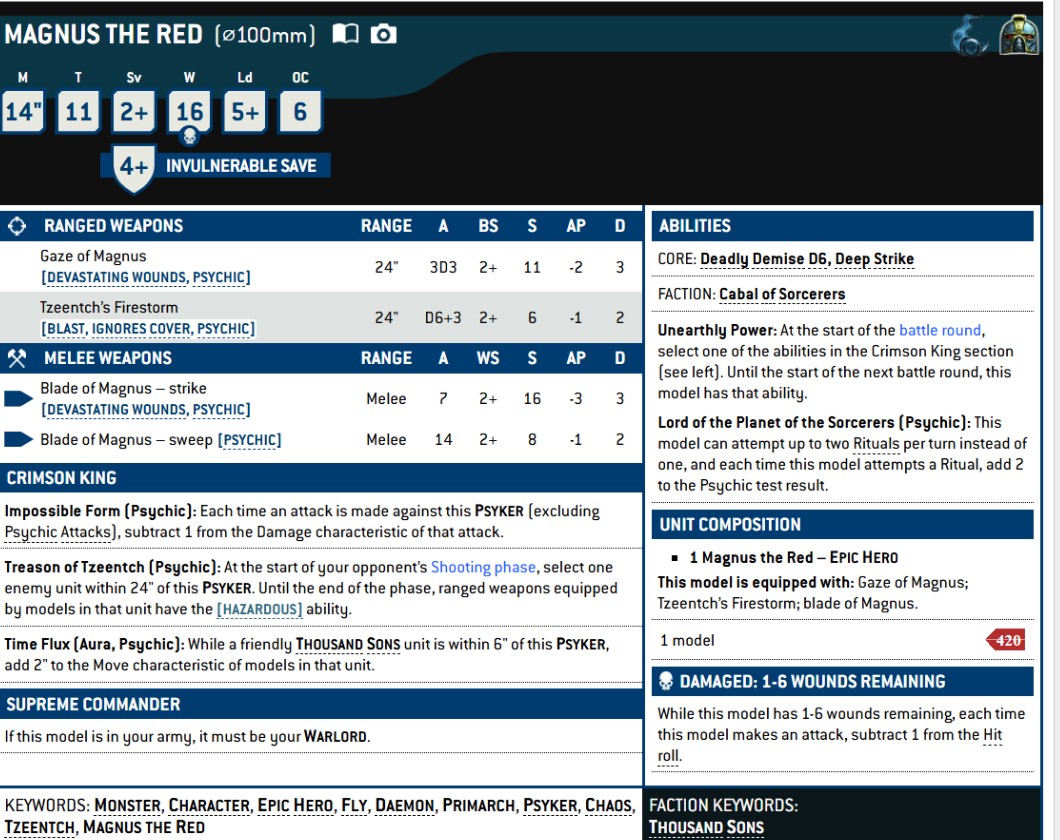 MAGNUS THE RED (⌀100mm)
M T Sv W Ld OC
14" 11 2+ 16 5+ 6
4+ INVULNERABLE SAVE
RANGED WEAPONS RANGE A BS S AP D
Gaze of Magnus
[DEVASTATING WOUNDS, PSYCHIC] 24" 3D3 2+ 11 -2 3
Tzeentch's Firestorm
[BLAST, IGNORES COVER, PSYCHIC] 24" D6+3 2+ 6 -1 2
MELEE WEAPONS RANGE A WS S AP D
Blade of Magnus – strike
[DEVASTATING WOUNDS, PSYCHIC] Melee 7 2+ 16 -3 3
Blade of Magnus – sweep [PSYCHIC] Melee 14 2+ 8 -1 2
CRIMSON KING
Impossible Form (Psychic): Each time an attack is made against this PSYKER (excluding
Psychic Attacks), subtract 1 from the Damage characteristic of that attack.
Treason of Tzeentch (Psychic): At the start of your opponent's Shooting phase, select one
enemy unit within 24" of this PSYKER. Until the end of the phase, ranged weapons equipped
by models in that unit have the [HAZARDOUS] ability.
Time Flux (Aura, Psychic): While a friendly THOUSAND SONS unit is within 6" of this PSYKER,
add 2" to the Move characteristic of models in that unit.
SUPREME COMMANDER
If this model is in your army, it must be your WARLORD.
ABILITIES
CORE: Deadly Demise D6, Deep Strike
FACTION: Cabal of Sorcerers
Unearthly Power: At the start of the battle round,
select one of the abilities in the Crimson King section
(see left). Until the start of the next battle round, this
model has that ability.
Lord of the Planet of the Sorcerers (Psychic): This
model can attempt up to two Rituals per turn instead of
one, and each time this model attempts a Ritual, add 2
to the Psychic test result.
UNIT COMPOSITION
▪ 1 Magnus the Red – EPIC HERO
This model is equipped with: Gaze of Magnus;
Tzeentch's Firestorm; blade of Magnus.
1 model 420
DAMAGED: 1-6 WOUNDS REMAINING
While this model has 1-6 wounds remaining, each time
this model makes an attack, subtract 1 from the Hit
roll.
KEYWORDS: MONSTER, CHARACTER, EPIC HERO, FLY, DAEMON, PRIMARCH, PSYKER, CHAOS,
TZEENTCH, MAGNUS THE RED
FACTION KEYWORDS:
THOUSAND SONS